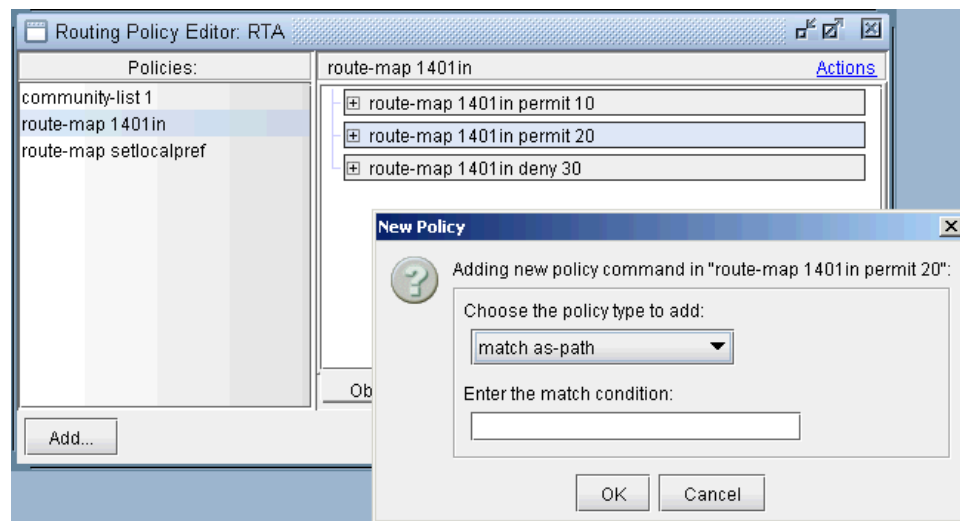 Routing Policy Editor: RTA
Policies:
route-map 1401in
Actions
community-list 1
route-map 1401in
route-map setlocalpref
route-map 1401in permit 10
route-map 1401in permit 20
route-map 1401in deny 30
Ob
Add...
New Policy
Adding new policy command in "route-map 1401in permit 20":
Choose the policy type to add:
match as-path
Enter the match condition:
OK
Cancel